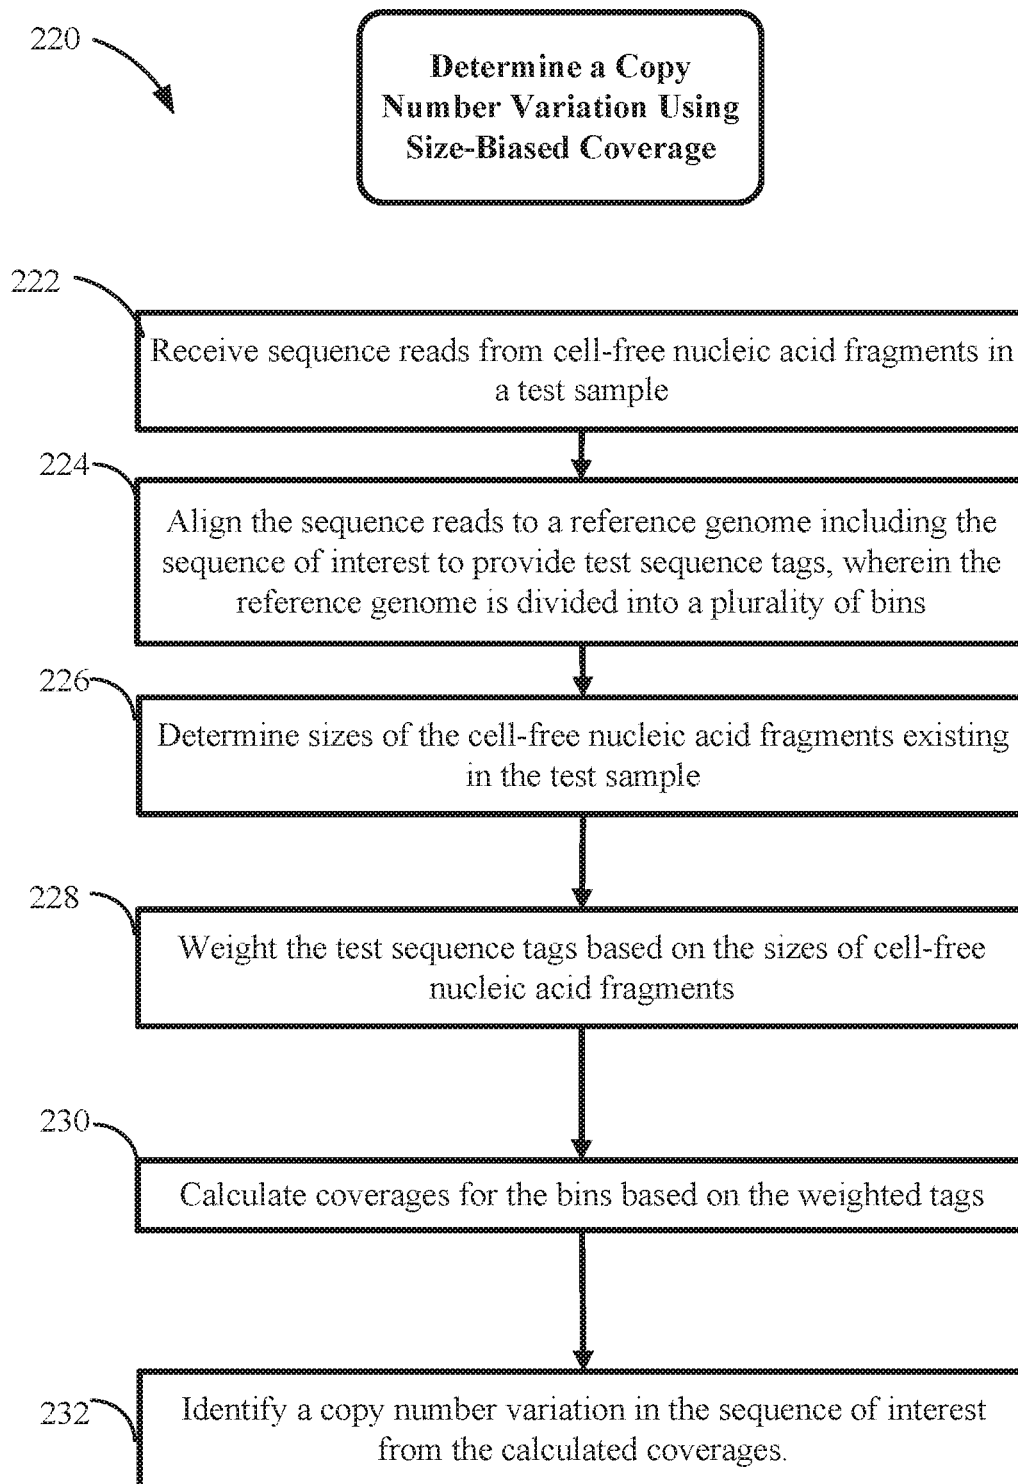 220
Determine a Copy
Number Variation Using
Size-Biased Coverage
222
Receive sequence reads from cell-free nucleic acid fragments in
a test sample
224
Align the sequence reads to a reference genome including the
sequence of interest to provide test sequence tags, wherein the
reference genome is divided into a plurality of bins
226
Determine sizes of the cell-free nucleic acid fragments existing
in the test sample
228
Weight the test sequence tags based on the sizes of cell-free
nucleic acid fragments
230
Calculate coverages for the bins based on the weighted tags
232
Identify a copy number variation in the sequence of interest
from the calculated coverages.